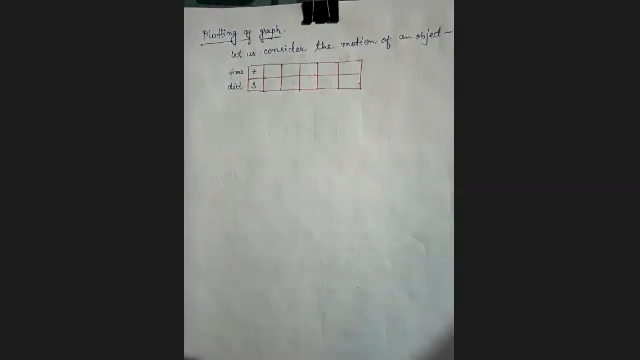 Plotting of graph.
Let us consider the motion of an object –
time t
dist s